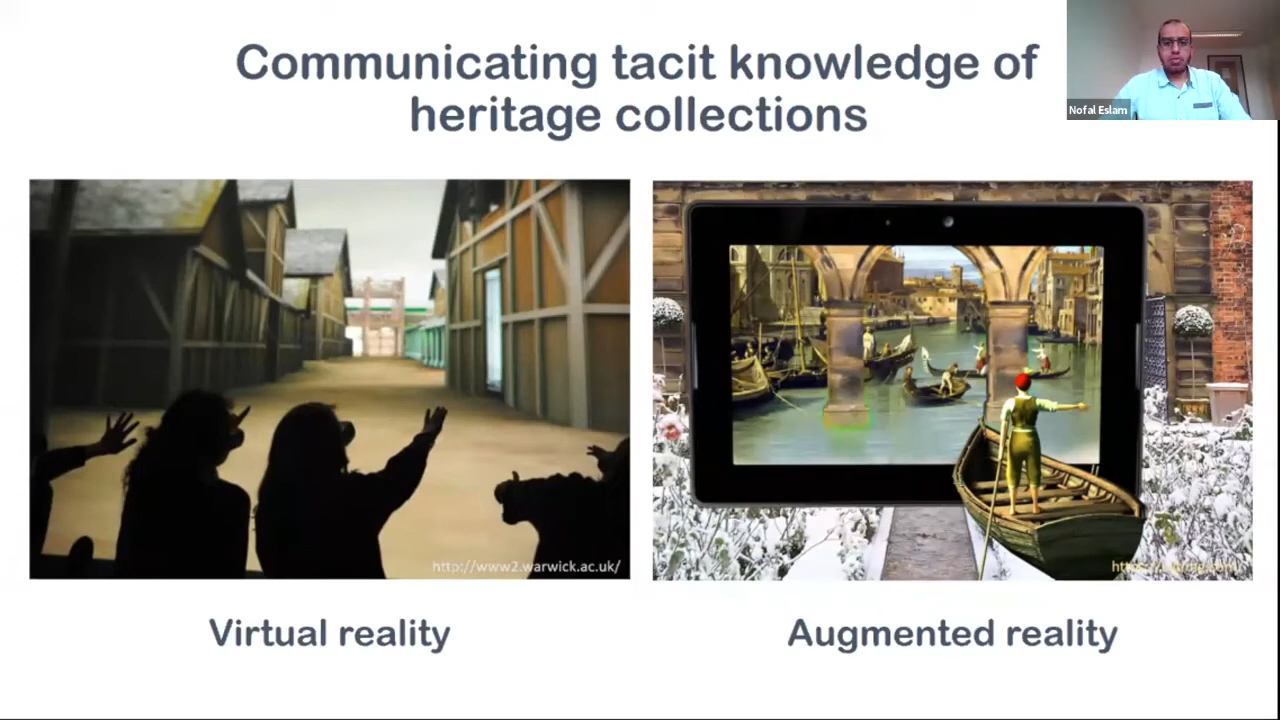 Communicating tacit knowledge of
heritage collections
Nofal Eslam
http://www2.warwick.ac.uk/
Virtual reality
Augmented reality